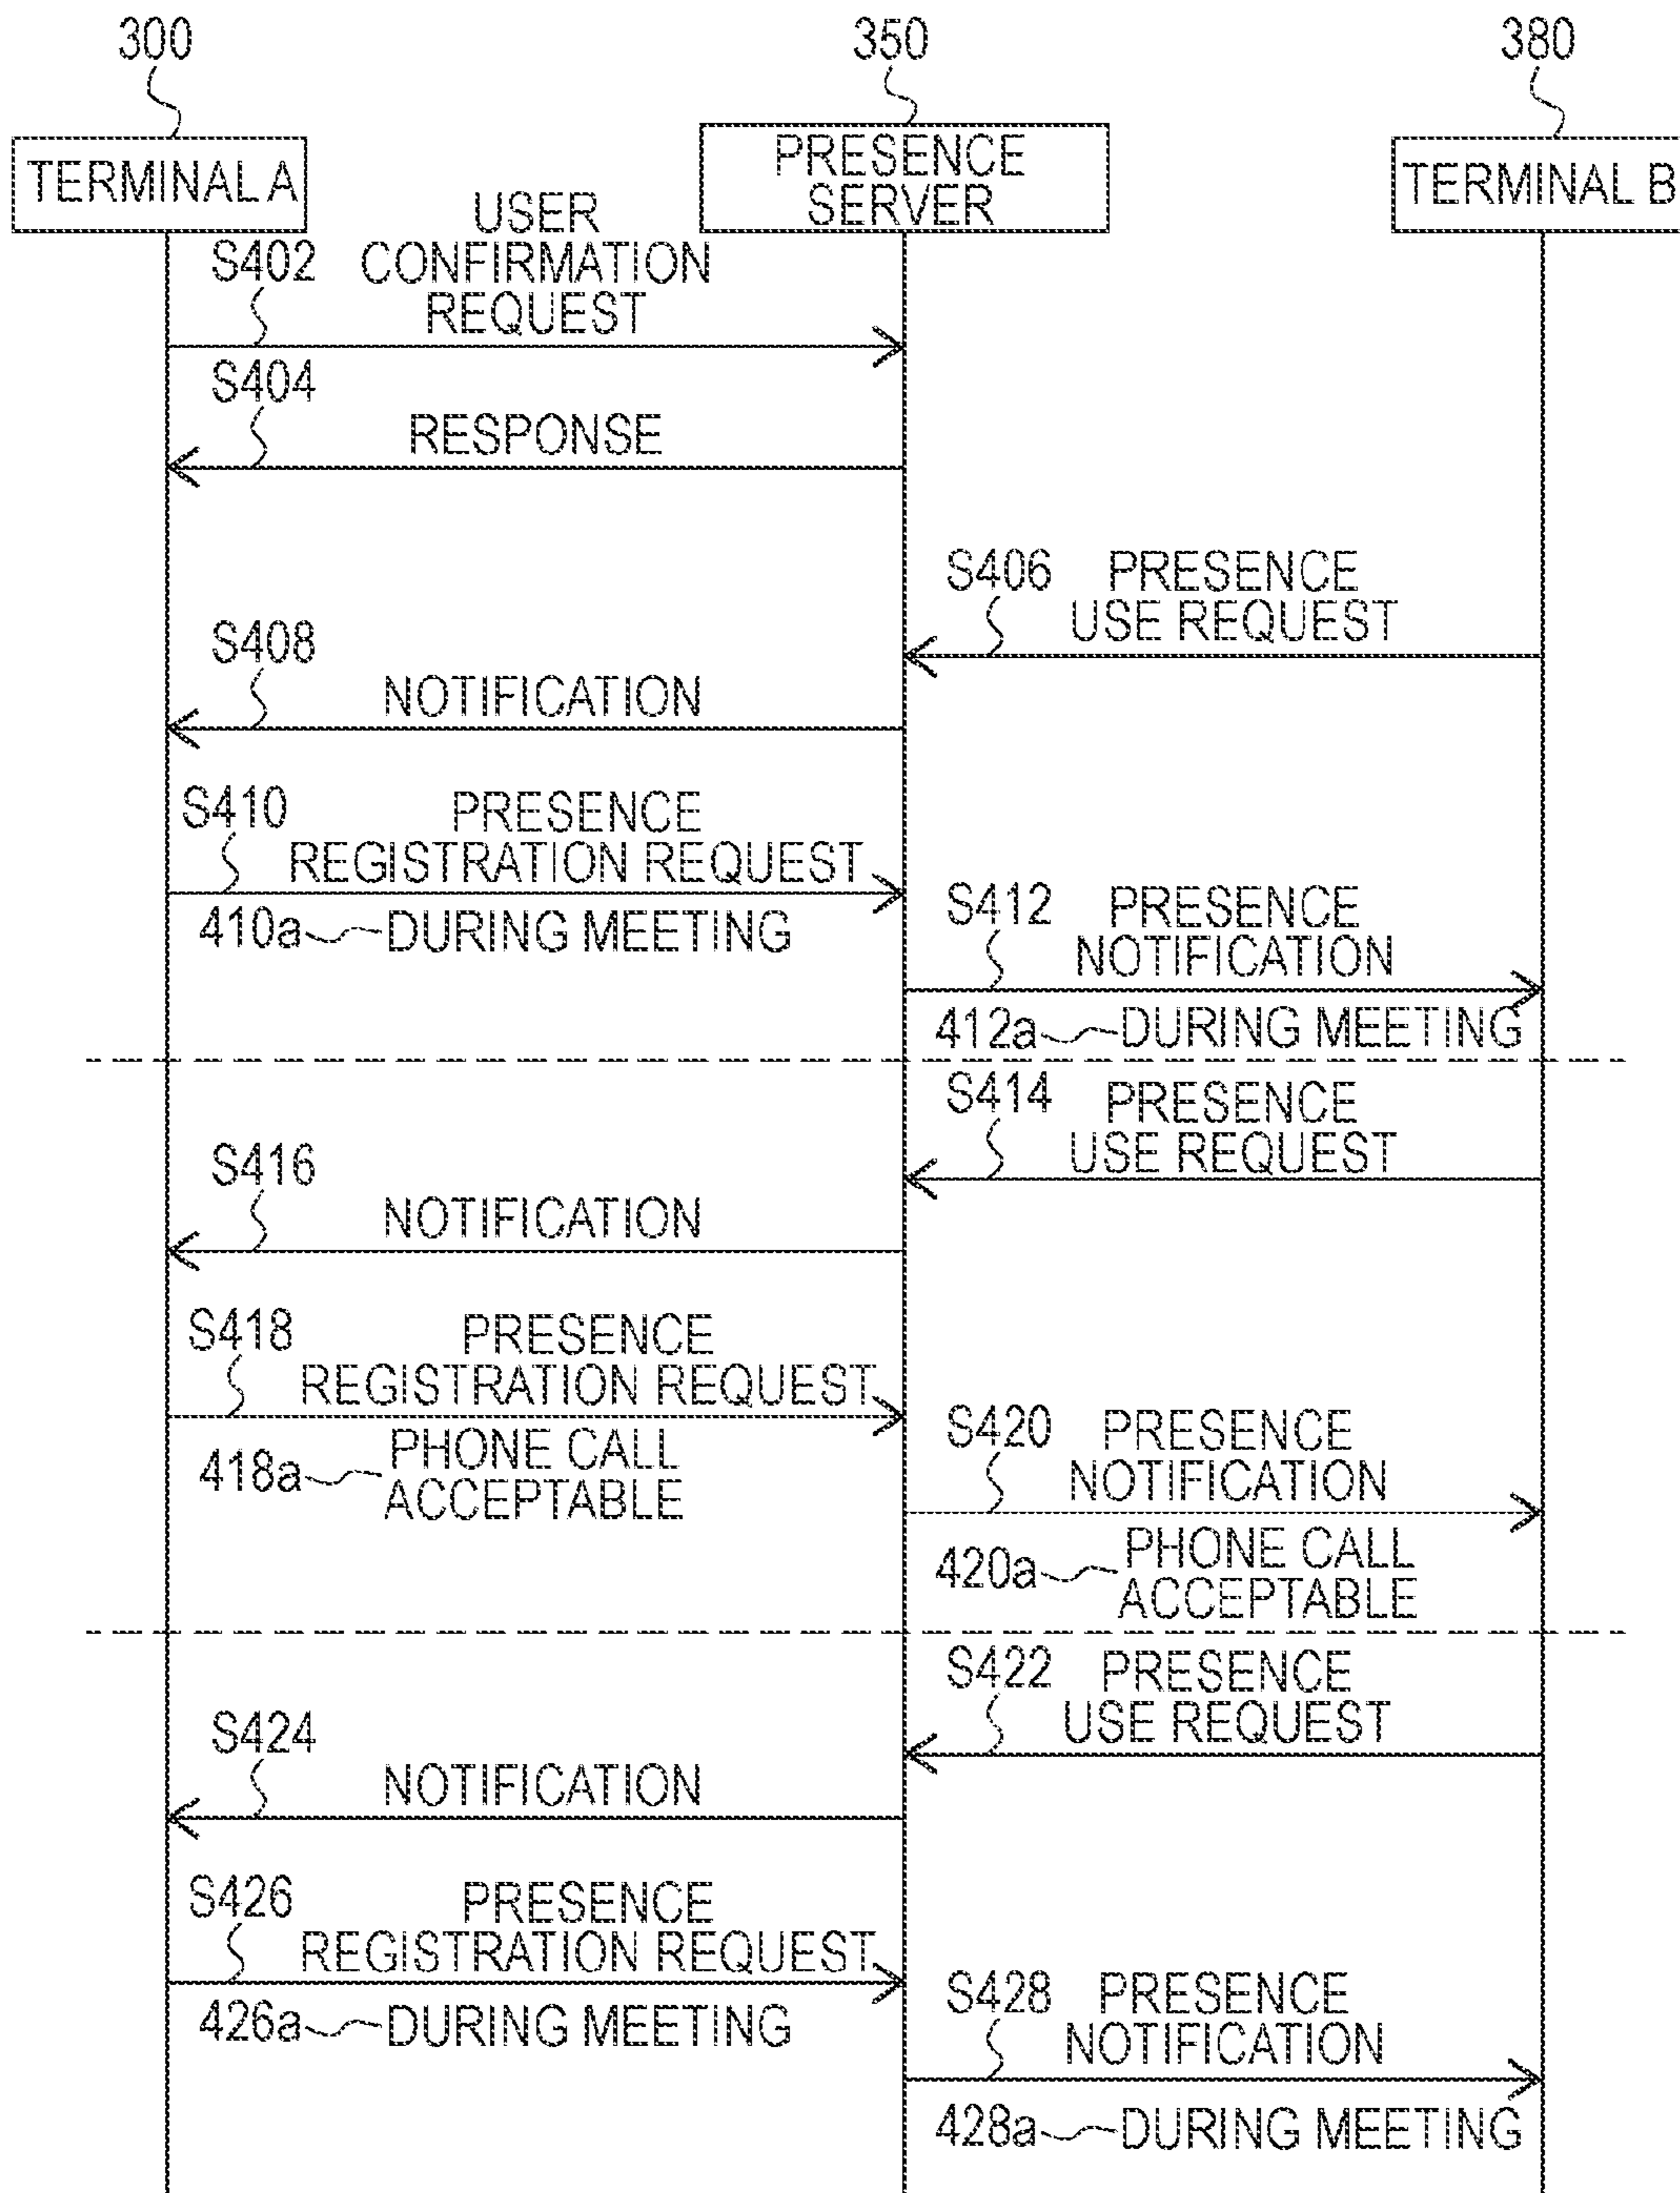 300
350
380
TERMINAL A
PRESENCE
SERVER
TERMINAL B
S402
USER
CONFIRMATION
REQUEST
S404
RESPONSE
S406
PRESENCE
USE REQUEST
S408
NOTIFICATION
S410
PRESENCE
REGISTRATION REQUEST
410a
DURING MEETING
S412
PRESENCE
NOTIFICATION
412a
DURING MEETING
S414
PRESENCE
USE REQUEST
S416
NOTIFICATION
S418
PRESENCE
REGISTRATION REQUEST
418a
PHONE CALL
ACCEPTABLE
S420
PRESENCE
NOTIFICATION
420a
PHONE CALL
ACCEPTABLE
S422
PRESENCE
USE REQUEST
S424
NOTIFICATION
S426
PRESENCE
REGISTRATION REQUEST
426a
DURING MEETING
S428
PRESENCE
NOTIFICATION
428a
DURING MEETING